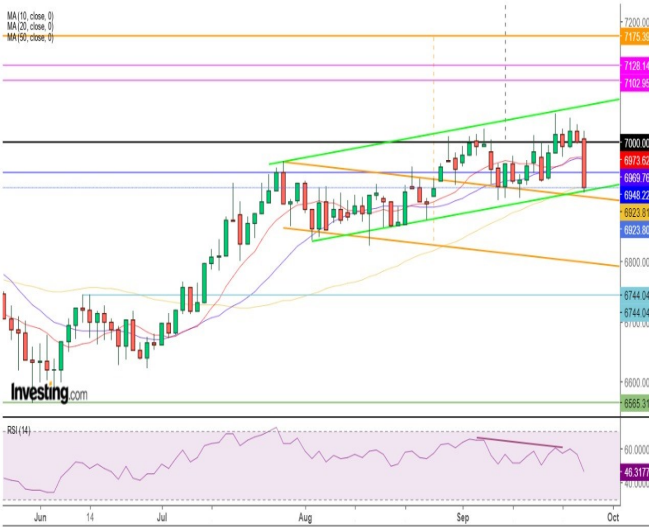 MA (10, close, 0)
MA (20, close, 0)
MA (50, close, 0)
7200.00
7175.39
7128.14
7102.95
7000.00
6973.62
6969.76
6948.22
6923.81
6923.80
6800.00
6744.04
6744.04
6700.00
6600.00
6565.31
Investing.com
RSI (14)
60.0000
46.3177
40.0000
Jun
14
Jul
Aug
Sep
Oct